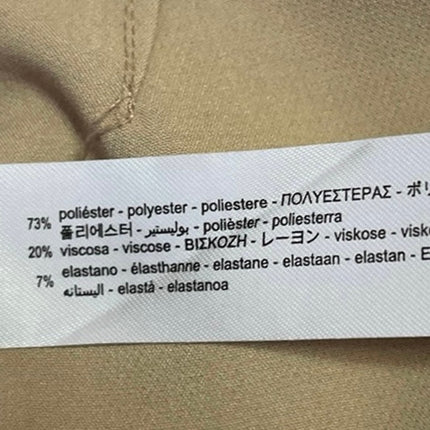 73% poliéster - polyester - poliestere - ΠΟΛΥΕΣΤΕΡΑΣ -
폴리에스터 - بوليستير - polièster - poliesterra
20% viscosa - viscose - ΒΙΣΚΟΖΗ - レーヨン - viskose -
7% elastano - élasthanne - elastane - elastaan - elastan -
اليستانه - elastá - elastanoa